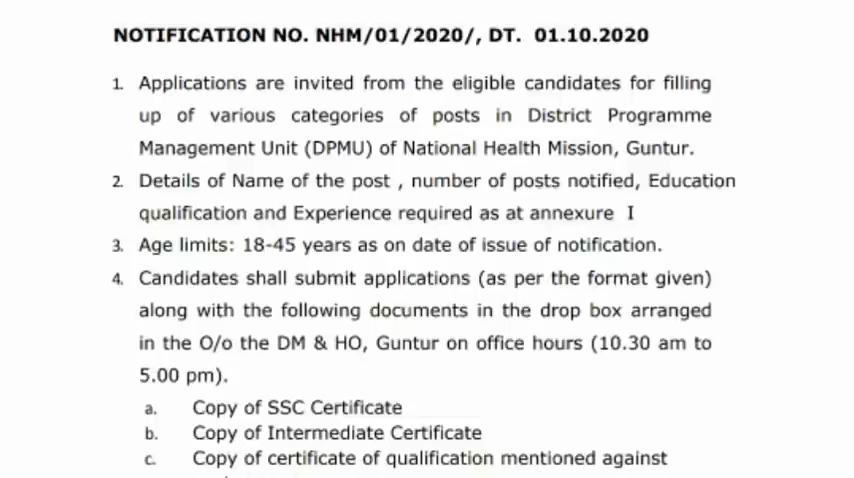 NOTIFICATION NO. NHM/01/2020/, DT. 01.10.2020
1. Applications are invited from the eligible candidates for filling
up of various categories of posts in District Programme
Management Unit (DPMU) of National Health Mission, Guntur.
2. Details of Name of the post , number of posts notified, Education
qualification and Experience required as at annexure I
3. Age limits: 18-45 years as on date of issue of notification.
4. Candidates shall submit applications (as per the format given)
along with the following documents in the drop box arranged
in the O/o the DM & HO, Guntur on office hours (10.30 am to
5.00 pm).
a. Copy of SSC Certificate
b. Copy of Intermediate Certificate
c. Copy of certificate of qualification mentioned against